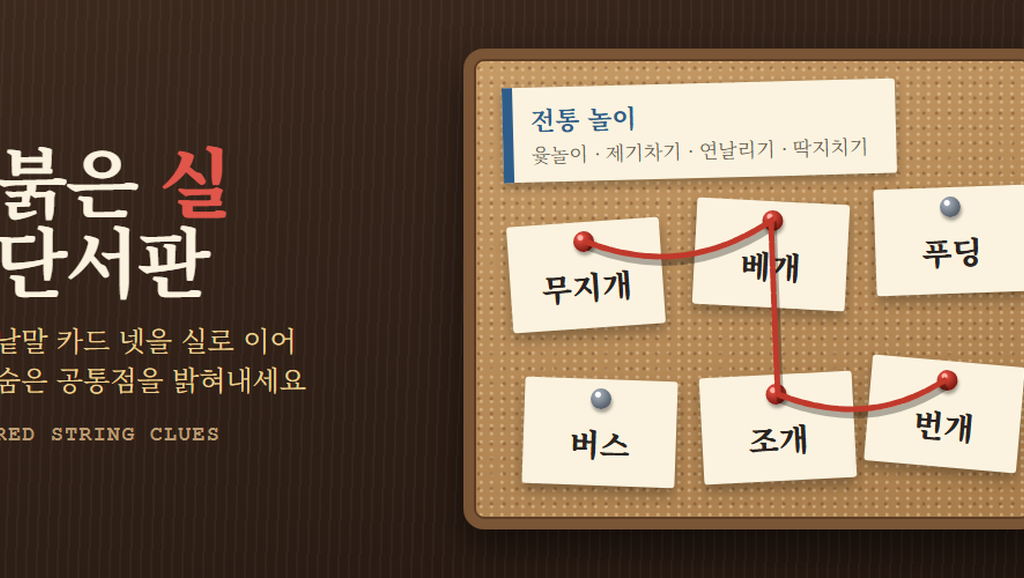 붉은 실
단서판
낱말 카드 넷을 실로 이어
숨은 공통점을 밝혀내세요
RED STRING CLUES
전통 놀이
윷놀이 · 제기차기 · 연날리기 · 딱지치기
무지개
베개
푸딩
버스
조개
번개